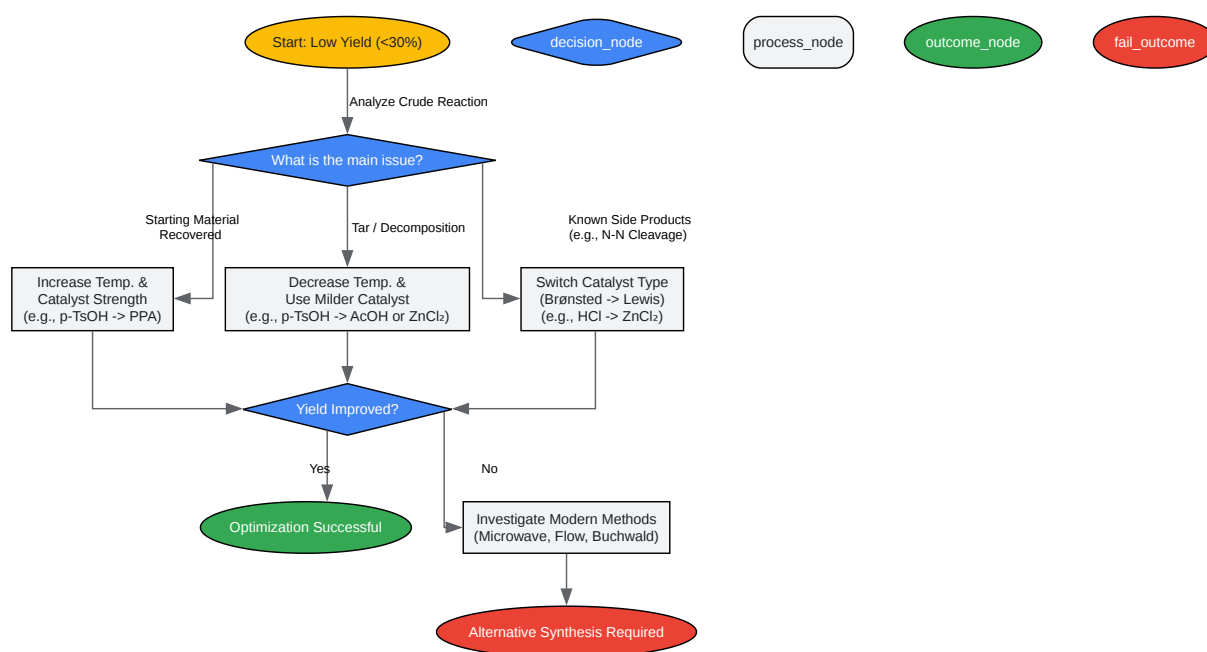 Start: Low Yield (<30%)
decision_node
process_node
outcome_node
fail_outcome
Analyze Crude Reaction
What is the main issue?
Starting Material
Recovered
Tar / Decomposition
Known Side Products
(e.g., N-N Cleavage)
Increase Temp. &
Catalyst Strength
(e.g., p-TsOH -> PPA)
Decrease Temp. &
Use Milder Catalyst
(e.g., p-TsOH -> AcOH or ZnCl₂)
Switch Catalyst Type
(Brønsted -> Lewis)
(e.g., HCl -> ZnCl₂)
Yield Improved?
Yes
No
Optimization Successful
Investigate Modern Methods
(Microwave, Flow, Buchwald)
Alternative Synthesis Required